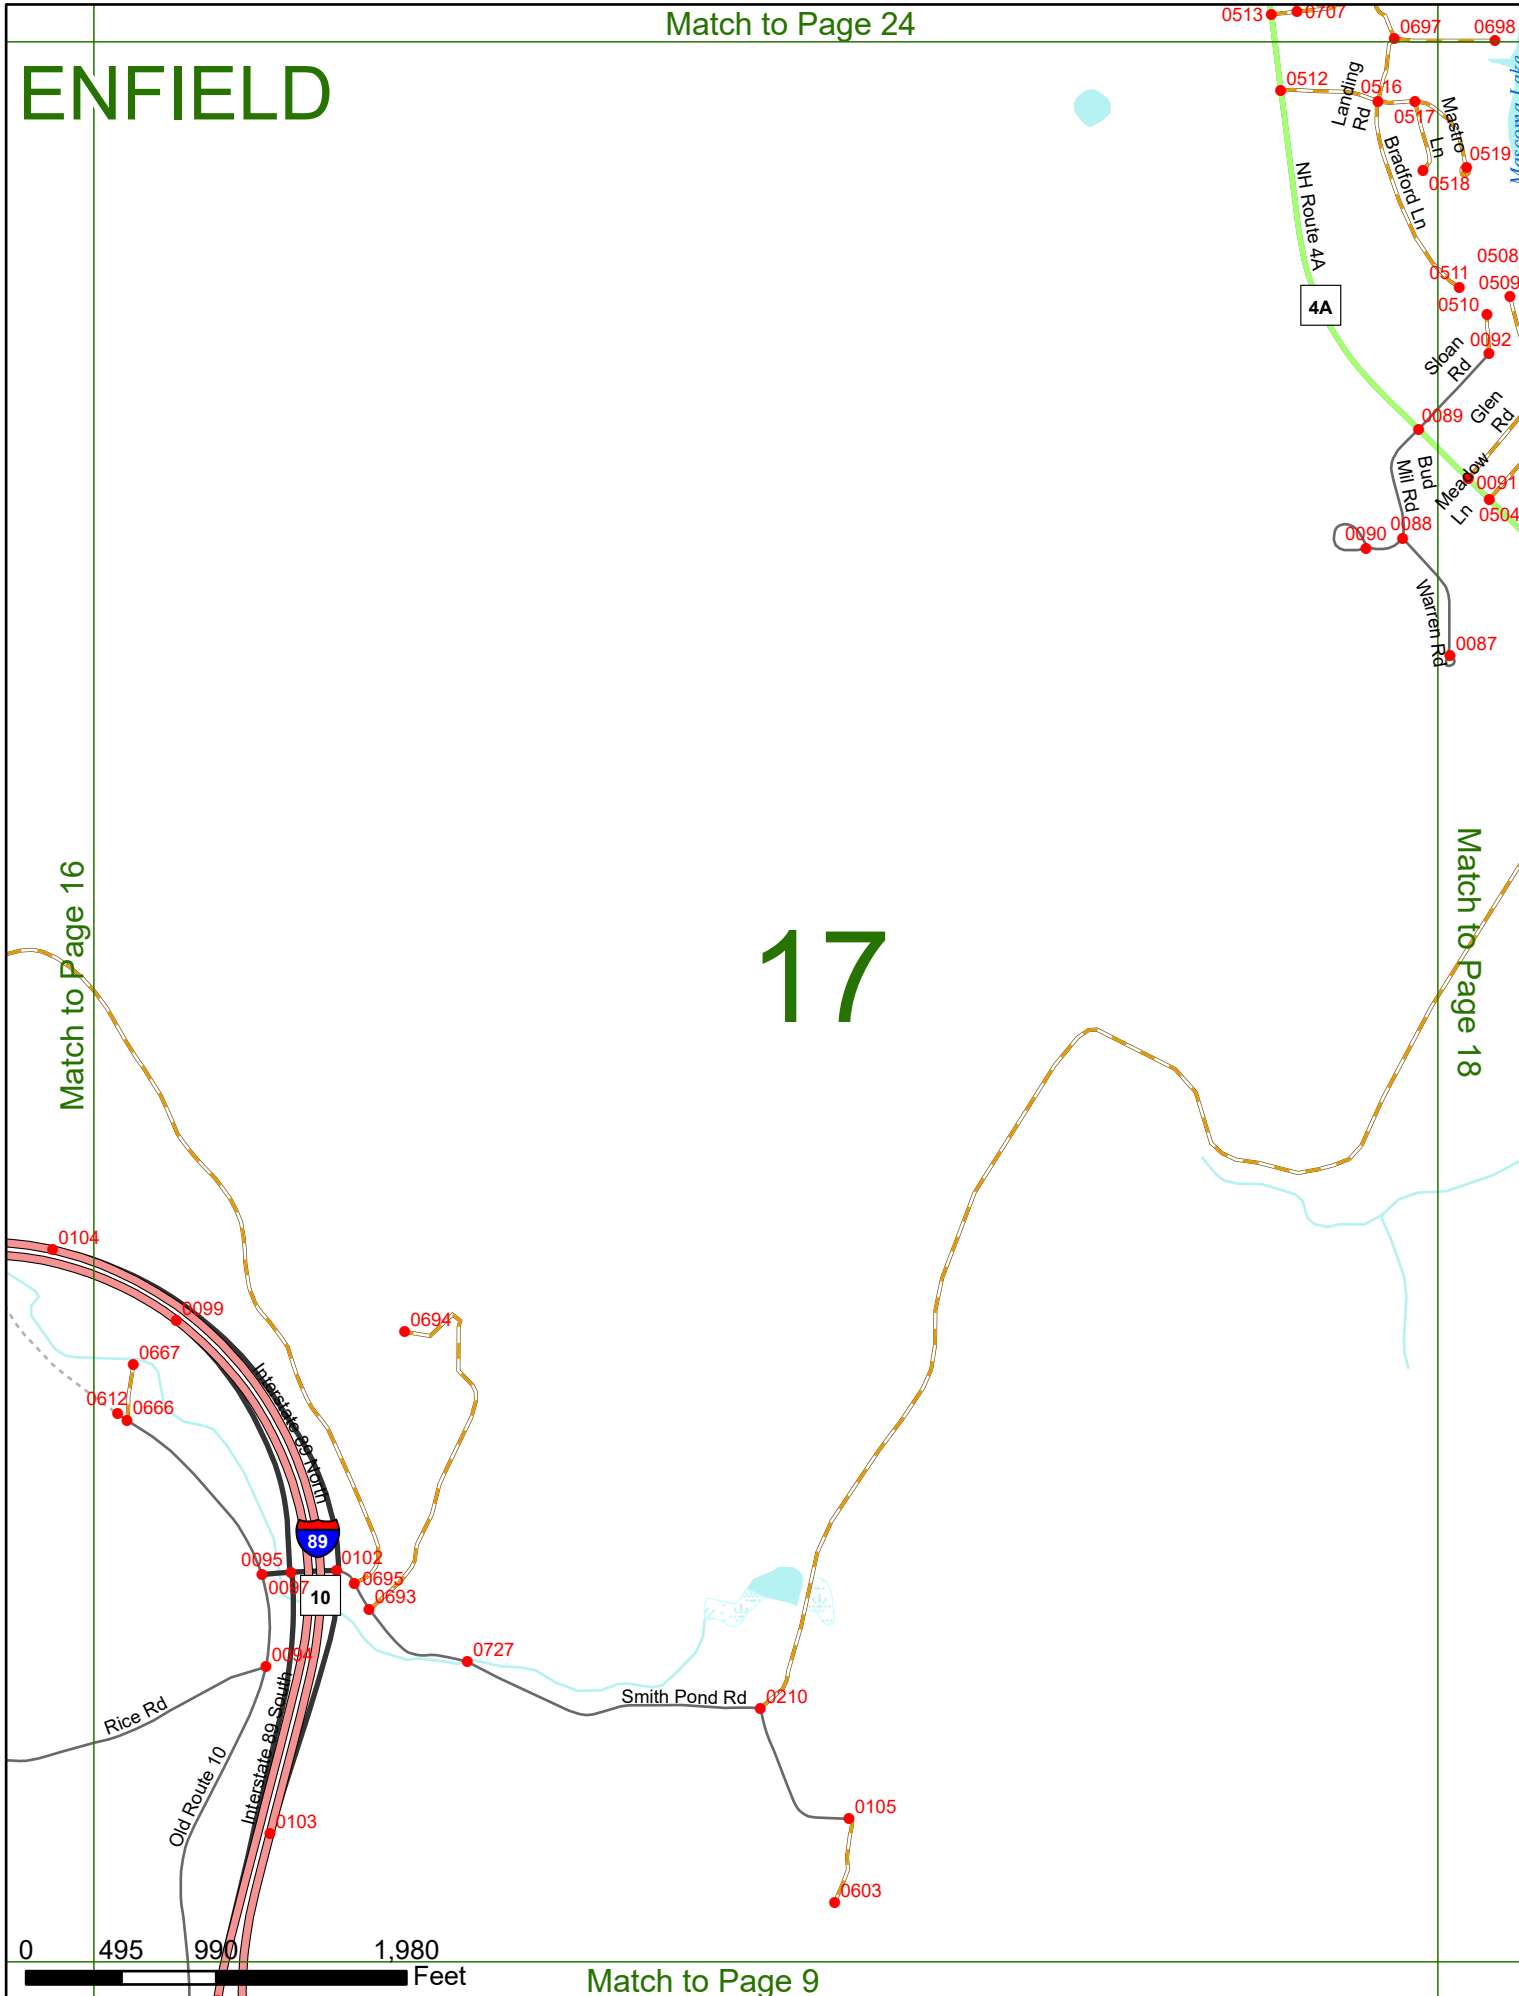 Match to Page 24
0513
0707
0697
0698
ENFIELD
0512
Landing
Rd
0516
0517
Mastro
Ln
0519
0518
Mascoma Lake
Bradford Ln
NH Route 4A
0508
0511
0509
0510
4A
0092
Sloan
Rd
0089
Glen
Rd
Bud
Mil Rd
Meadow
Ln
0091
0504
0088
0090
Warren Rd
0087
Match to Page 16
17
Match to Page 18
0104
0099
0694
0667
0612
0666
Interstate 89 North
89
0095
0102
0097
0695
10
0693
0094
0727
Smith Pond Rd
0210
Rice Rd
Interstate 89 South
Old Route 10
0103
0105
0603
0
495
990
1,980
Feet
Match to Page 9